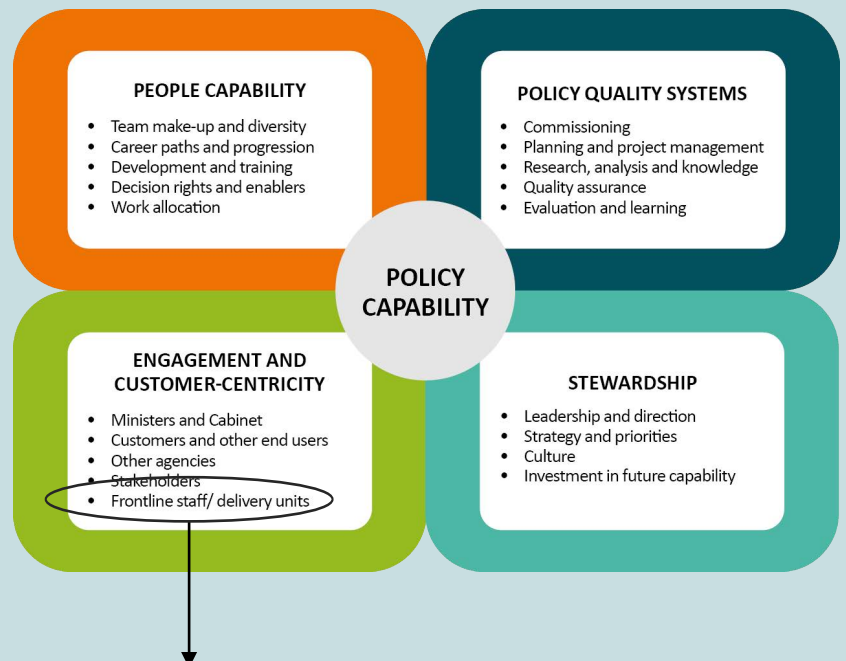 PEOPLE CAPABILITY
• Team make-up and diversity
• Career paths and progression
• Development and training
• Decision rights and enablers
• Work allocation
POLICY QUALITY SYSTEMS
• Commissioning
• Planning and project management
• Research, analysis and knowledge
• Quality assurance
• Evaluation and learning
POLICY
CAPABILITY
ENGAGEMENT AND
CUSTOMER-CENTRICITY
• Ministers and Cabinet
• Customers and other end users
• Other agencies
• Stakeholders
• Frontline staff/ delivery units
STEWARDSHIP
• Leadership and direction
• Strategy and priorities
• Culture
• Investment in future capability